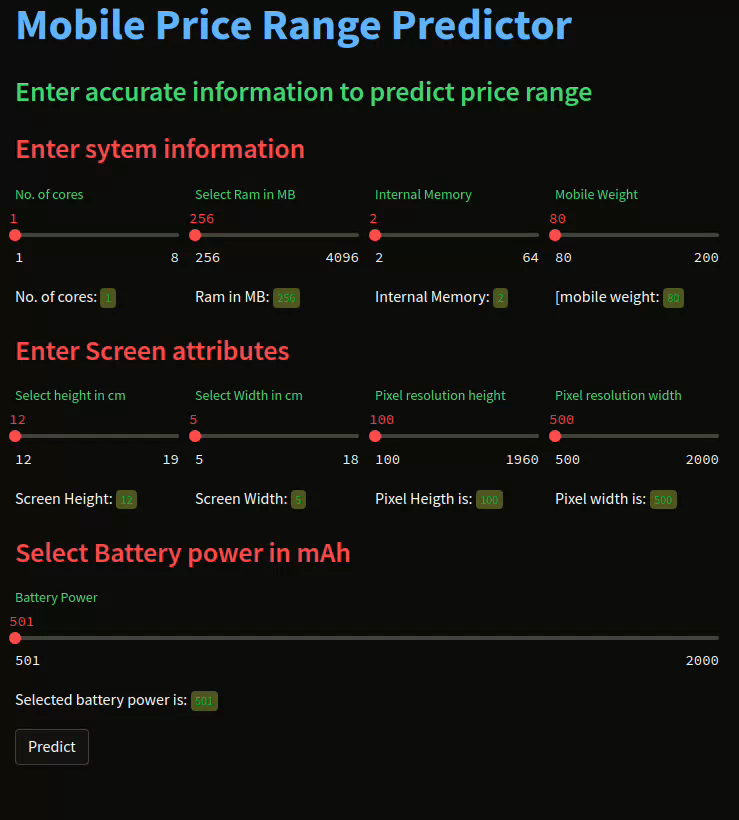 Mobile Price Range Predictor
Enter accurate information to predict price range
Enter sytem information
No. of cores Select Ram in MB Internal Memory Mobile Weight
1 256 2 80
1 8 256 4096 2 64 80 200
No. of cores: 1 Ram in MB: 256 Internal Memory: 2 [mobile weight: 80
Enter Screen attributes
Select height in cm Select Width in cm Pixel resolution height Pixel resolution width
12 5 100 500
12 19 5 18 100 1960 500 2000
Screen Height: 12 Screen Width: 5 Pixel Heigth is: 100 Pixel width is: 500
Select Battery power in mAh
Battery Power
501
501 2000
Selected battery power is: 501
Predict